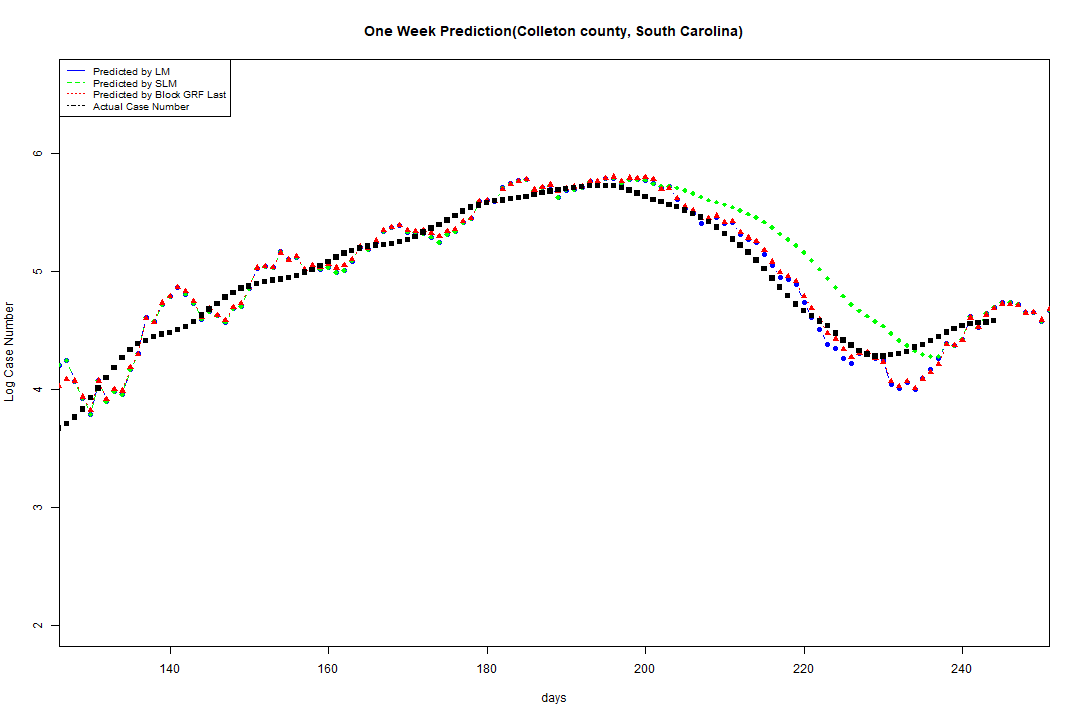 One Week Prediction(Colleton county, South Carolina)
Predicted by LM
Predicted by SLM
Predicted by Block GRF Last
Actual Case Number
6
5
4
3
2
Log Case Number
140 160 180 200 220 240
days